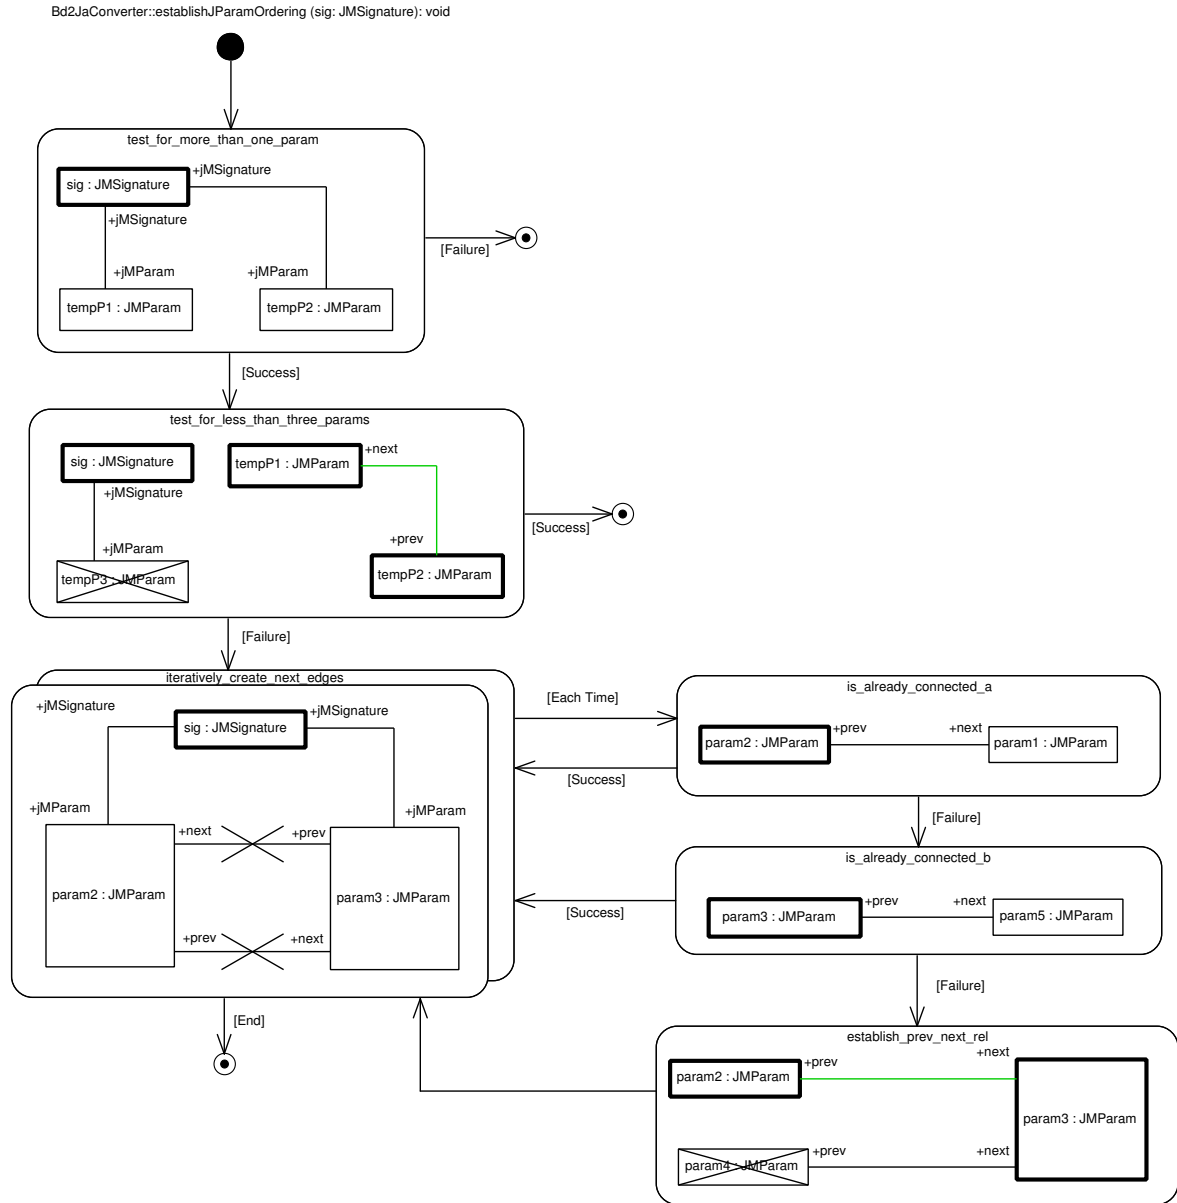 Bd2JaConverter::establishJParamOrdering (sig: JMSignature): void
test_for_more_than_one_param
+jMSignature
sig : JMSignature
+jMSignature
+jMParam
+jMParam
tempP1 : JMParam
tempP2 : JMParam
[Failure]
[Success]
test_for_less_than_three_params
sig : JMSignature
+next
tempP1 : JMParam
+jMSignature
+jMParam
+prev
tempP3 : JMParam
tempP2 : JMParam
[Success]
[Failure]
iteratively_create_next_edges
+jMSignature
+jMSignature
sig : JMSignature
+jMParam
+jMParam
+next
+prev
param2 : JMParam
param3 : JMParam
+prev
+next
[End]
[Each Time]
[Success]
is_already_connected_a
+prev
+next
param2 : JMParam
param1 : JMParam
[Failure]
is_already_connected_b
[Success]
+prev
+next
param3 : JMParam
param5 : JMParam
[Failure]
establish_prev_next_rel
+next
+prev
param2 : JMParam
param3 : JMParam
+prev
+next
param4 : JMParam